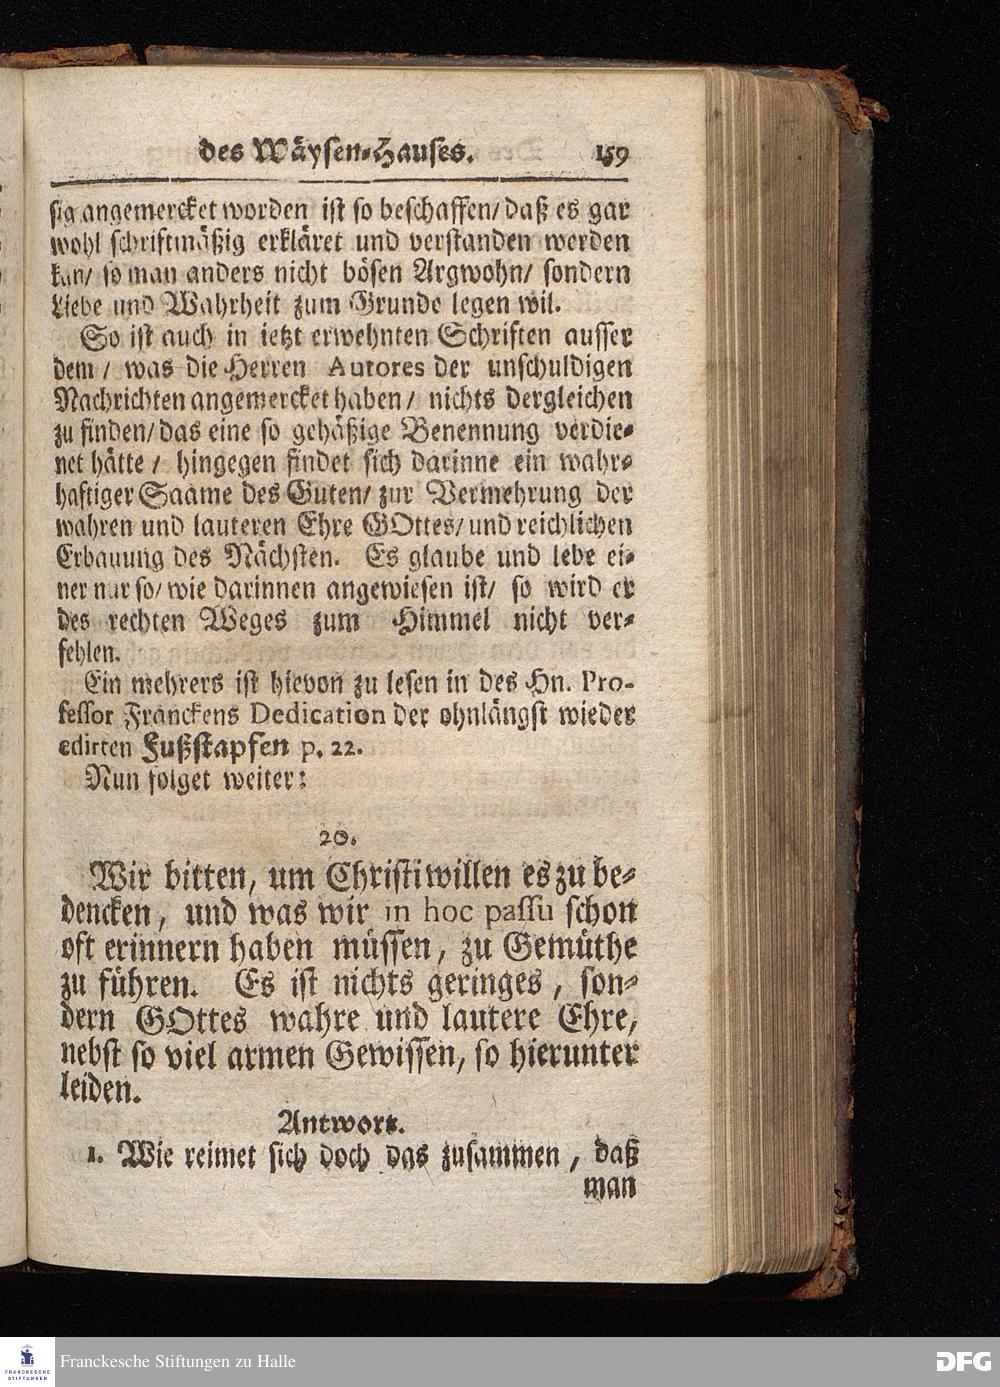 des Wäysen-Hauses. 159
sig angemercket worden ist so beschaffen/ daß es gar
wohl schriftmäßig erkläret und verstanden werden
kan/ so man anders nicht bösen Argwohn/ sondern
Liebe und Wahrheit zum Grunde legen wil.
So ist auch in ietzt erwehnten Schriften ausser
dem / was die Herren Autores der unschuldigen
Nachrichten angemercket haben/ nichts dergleichen
zu finden/ das eine so gehäßige Benennung verdie-
net hätte / hingegen findet sich darinne ein wahr-
haftiger Saame des Guten/ zur Vermehrung der
wahren und lauteren Ehre GOttes/ und reichlichen
Erbauung des Nächsten. Es glaube und lebe ei-
ner nur so/ wie darinnen angewiesen ist/ so wird er
des rechten Weges zum Himmel nicht ver-
fehlen.
Ein mehrers ist hievon zu lesen in des Hn. Pro-
fessor Franckens Dedication der ohnlängst wieder
edirten Fußstapfen p. 22.
Nun folget weiter:
20.
Wir bitten, um Christi willen es zu be-
dencken, und was wir in hoc passu schon
oft erinnern haben müssen, zu Gemüthe
zu führen. Es ist nichts geringes, son-
dern GOttes wahre und lautere Ehre,
nebst so viel armen Gewissen, so hierunter
leiden.
Antwort.
1. Wie reimet sich doch das zusammen, daß
man
FRANCKESCHE
STIFTUNGEN
Franckesche Stiftungen zu Halle
DFG